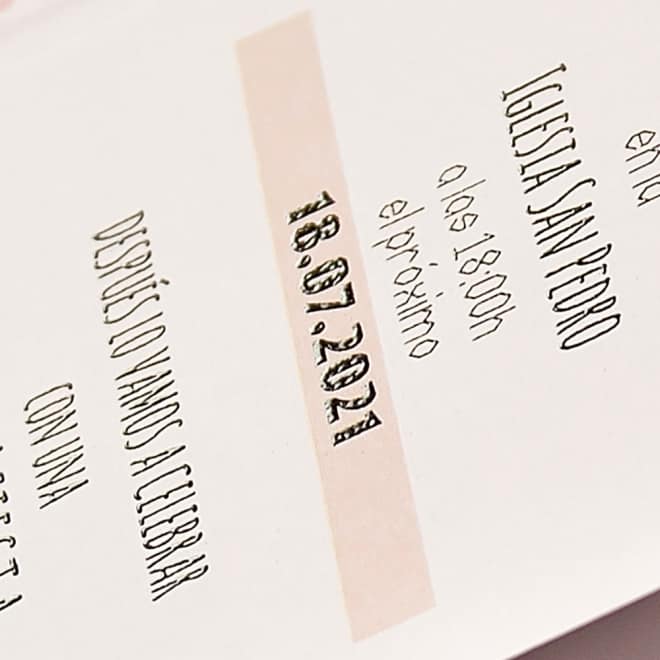 en la
IGLESIA SAN PEDRO
a las 18:00h
el próximo
18.07.2021
DESPUÉS LO VAMOS A CELEBRAR
CON UNA